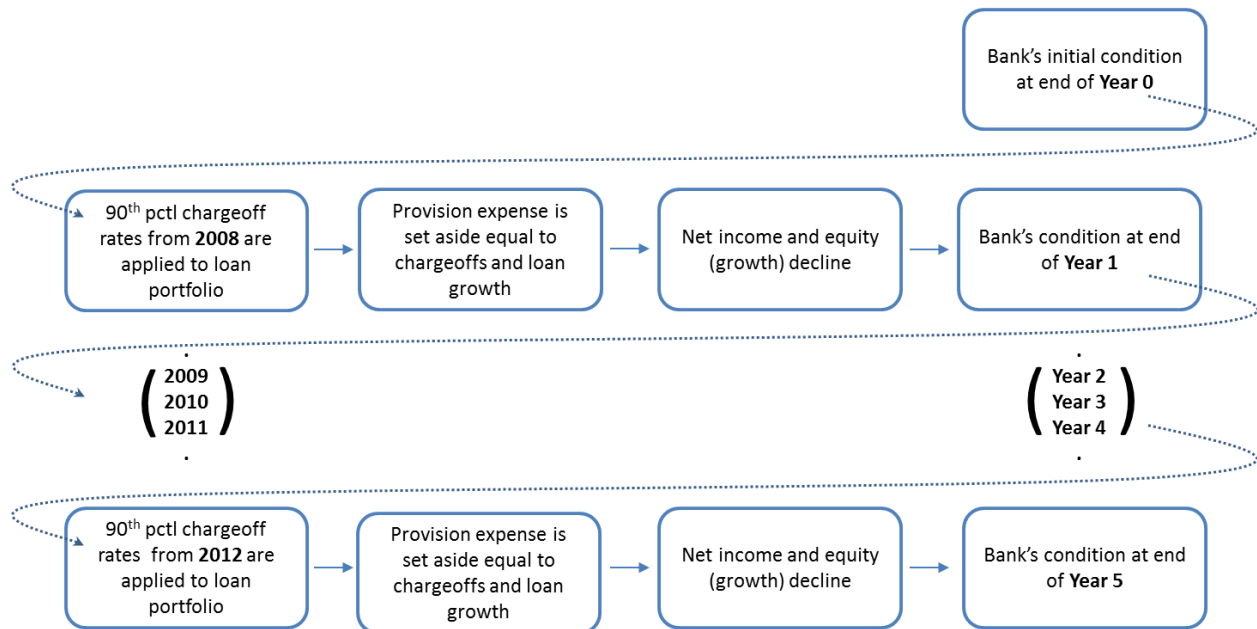 Bank’s initial condition
at end of Year 0
90th pctl chargeoff
rates from 2008 are
applied to loan
portfolio
Provision expense is
set aside equal to
chargeoffs and loan
growth
Net income and equity
(growth) decline
Bank’s condition at end
of Year 1
.
( 2009
2010
2011 )
.
.
( Year 2
Year 3
Year 4 )
.
90th pctl chargeoff
rates from 2012 are
applied to loan
portfolio
Provision expense is
set aside equal to
chargeoffs and loan
growth
Net income and equity
(growth) decline
Bank’s condition at end
of Year 5